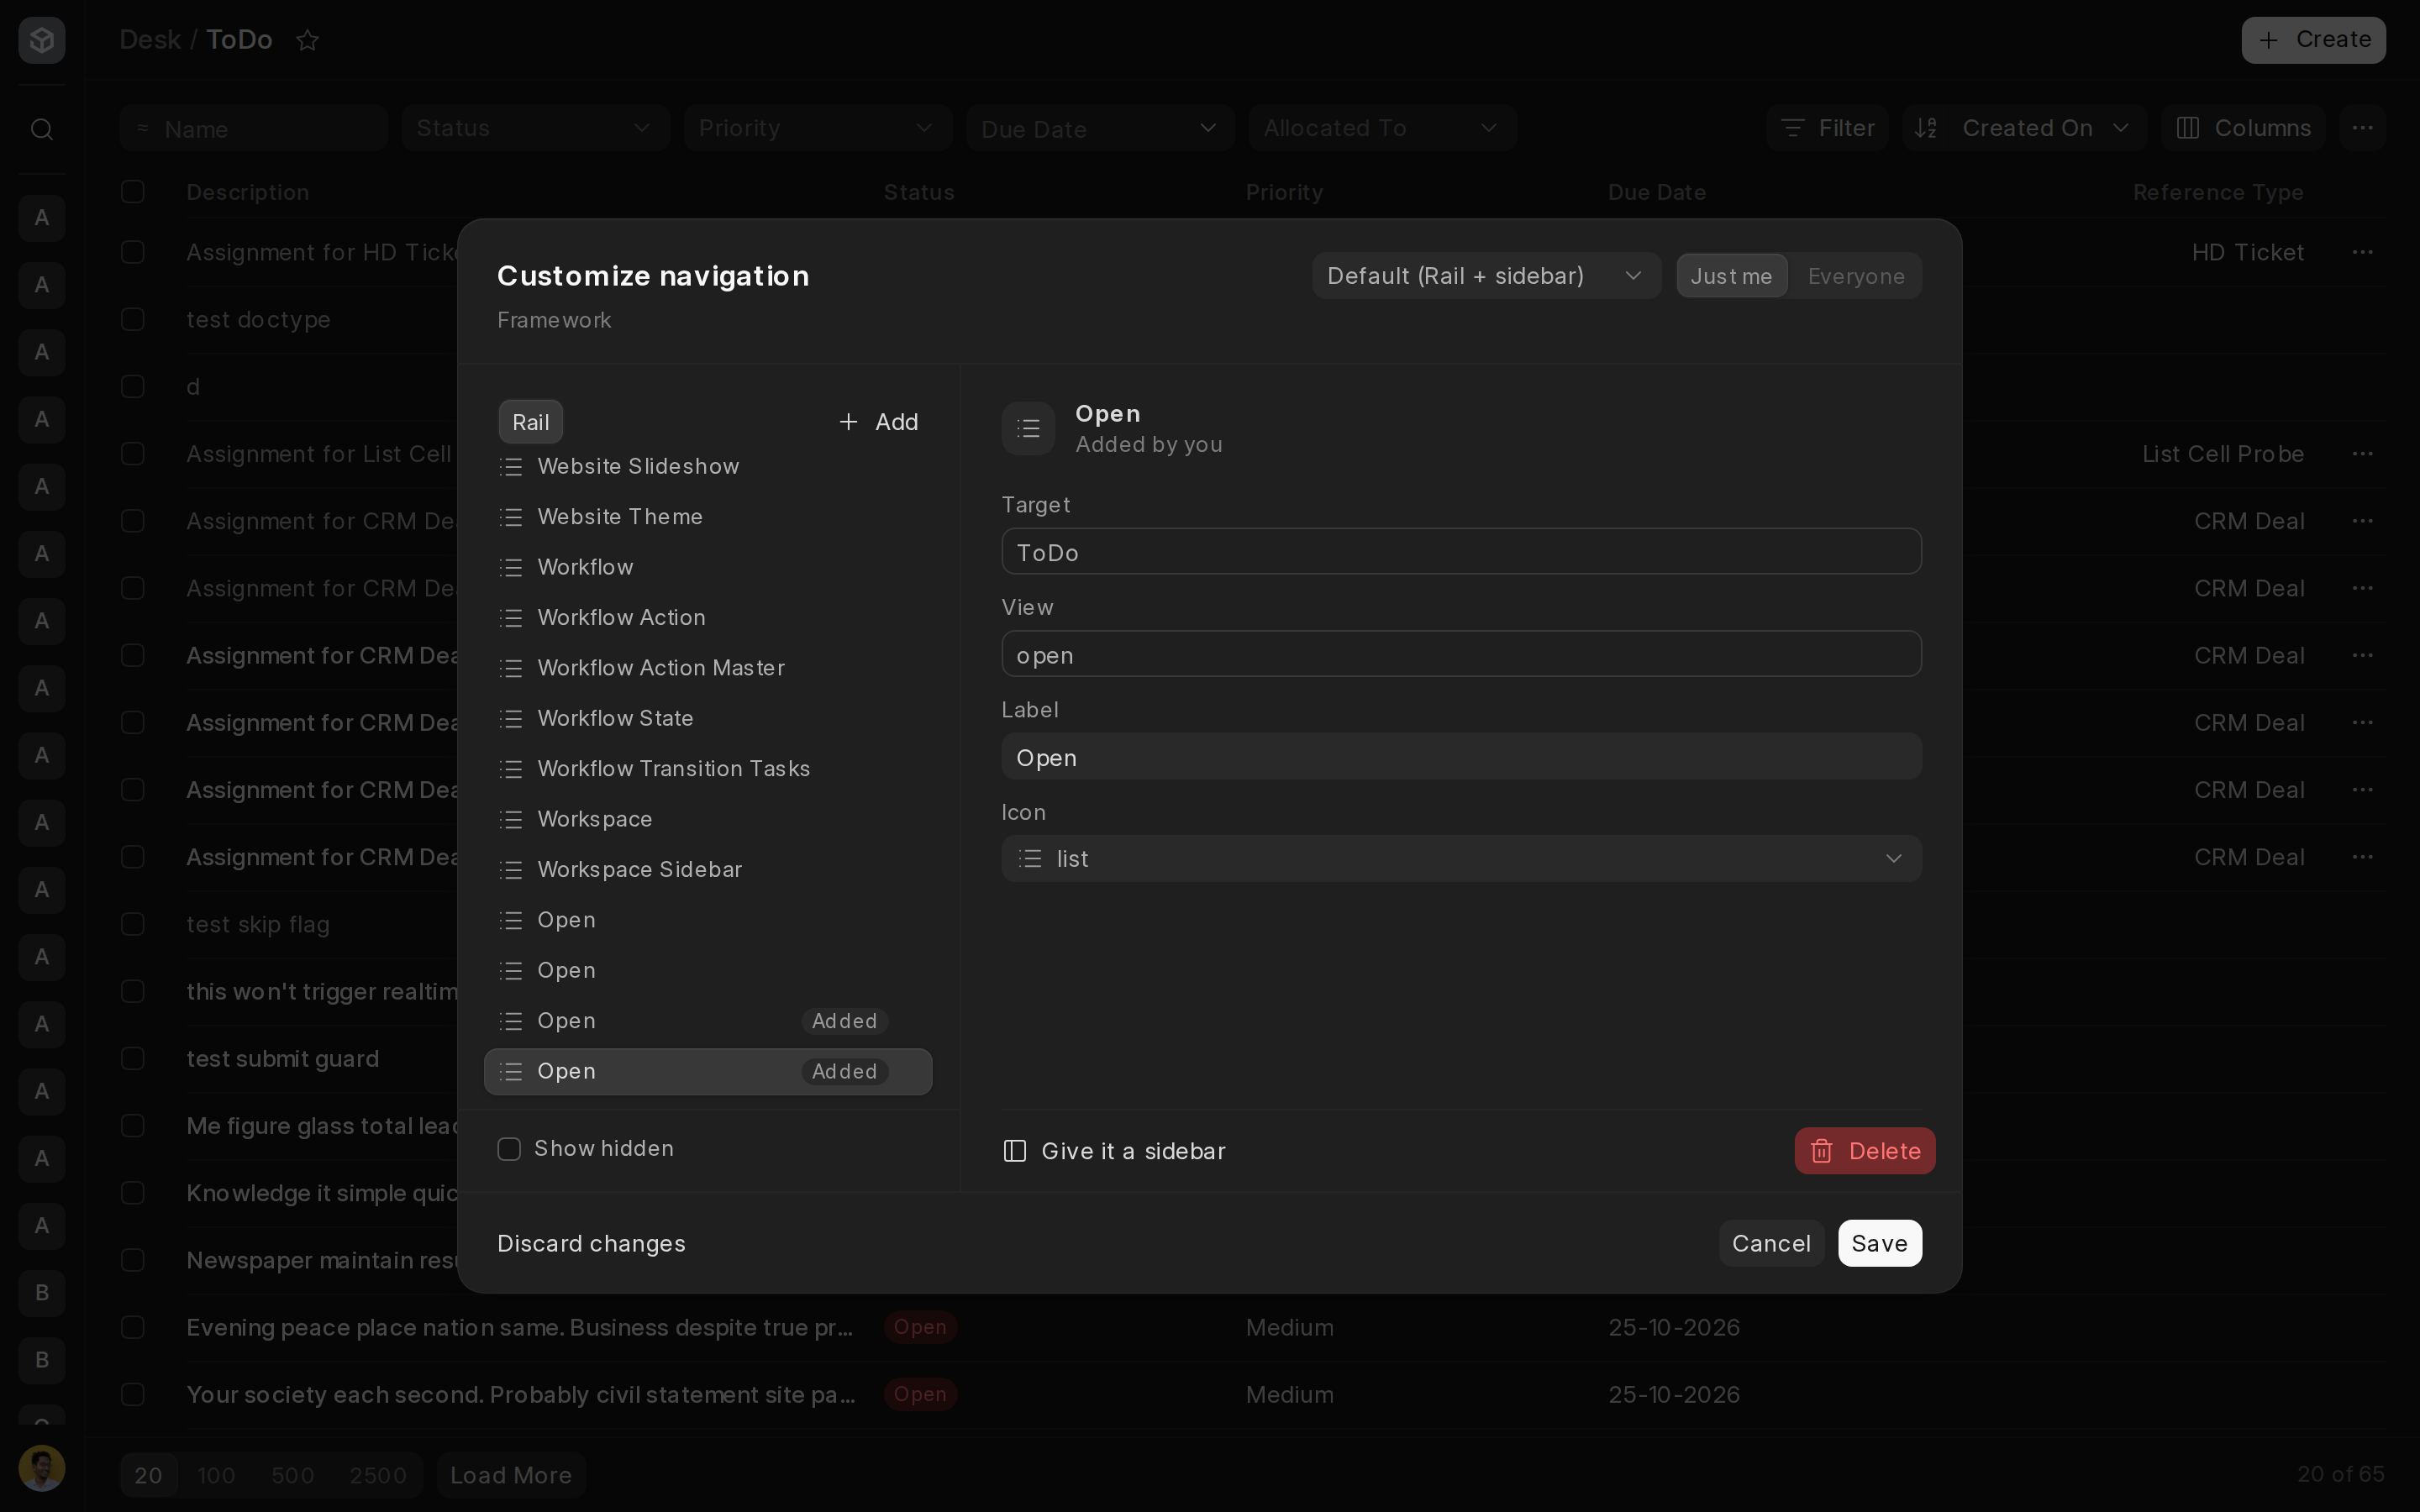 Desk / ToDo
Create
Name
Status
Priority
Due Date
Allocated To
Filter
Created On
Columns
Description
Status
Priority
Due Date
Reference Type
A
Assignment for HD Ticke
HD Ticket
A
test doctype
A
d
A
Assignment for List Cell
List Cell Probe
A
Assignment for CRM Dea
CRM Deal
A
Assignment for CRM Dea
CRM Deal
A
Assignment for CRM Dea
CRM Deal
A
Assignment for CRM Dea
CRM Deal
A
Assignment for CRM Dea
CRM Deal
A
Assignment for CRM Dea
CRM Deal
A
test skip flag
A
this won't trigger realtim
A
test submit guard
A
Me figure glass total lead
A
Knowledge it simple quic
A
Newspaper maintain resu
B
Evening peace place nation same. Business despite true pr...
Open
Medium
25-10-2026
B
Your society each second. Probably civil statement site pa...
Open
Medium
25-10-2026
20
100
500
2500
Load More
20 of 65
Customize navigation
Framework
Default (Rail + sidebar)
Just me
Everyone
Rail
Add
Website Slideshow
Website Theme
Workflow
Workflow Action
Workflow Action Master
Workflow State
Workflow Transition Tasks
Workspace
Workspace Sidebar
Open
Open
Open
Added
Open
Added
Show hidden
Open
Added by you
Target
ToDo
View
open
Label
Open
Icon
list
Give it a sidebar
Delete
Discard changes
Cancel
Save